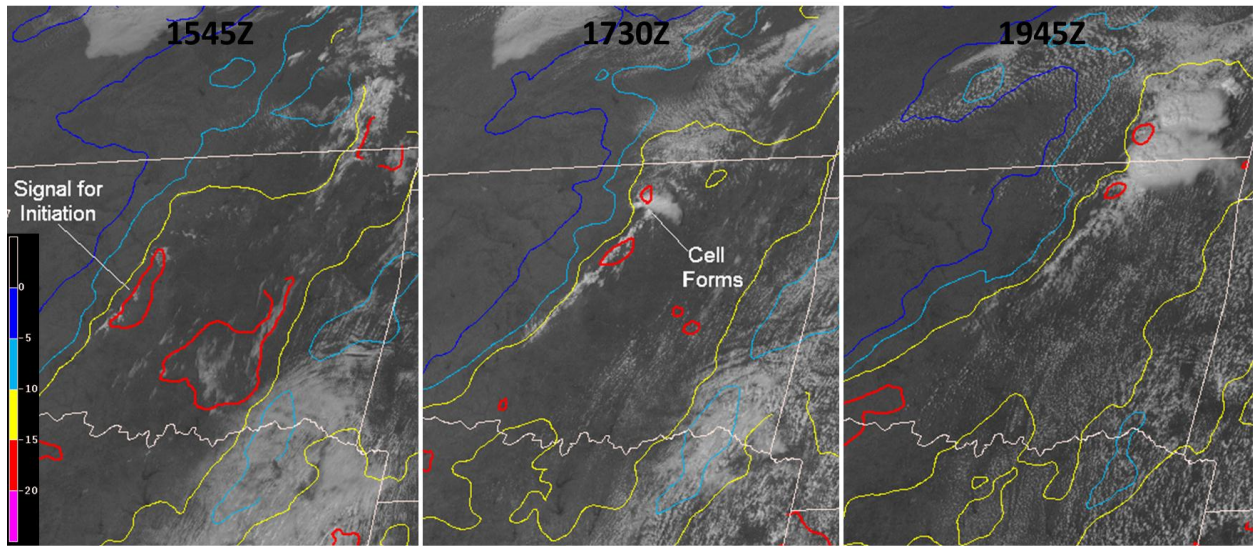 1545Z
1730Z
1945Z
Signal for
Initiation
Cell
Forms
0
-5
-10
-15
-20